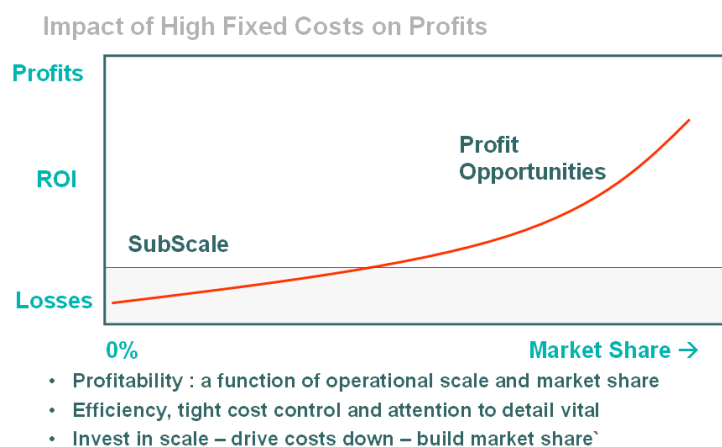 Impact of High Fixed Costs on Profits
Profits
Profit
Opportunities
ROI
SubScale
Losses
0%
Market Share →
• Profitability : a function of operational scale and market share
• Efficiency, tight cost control and attention to detail vital
• Invest in scale – drive costs down – build market share`